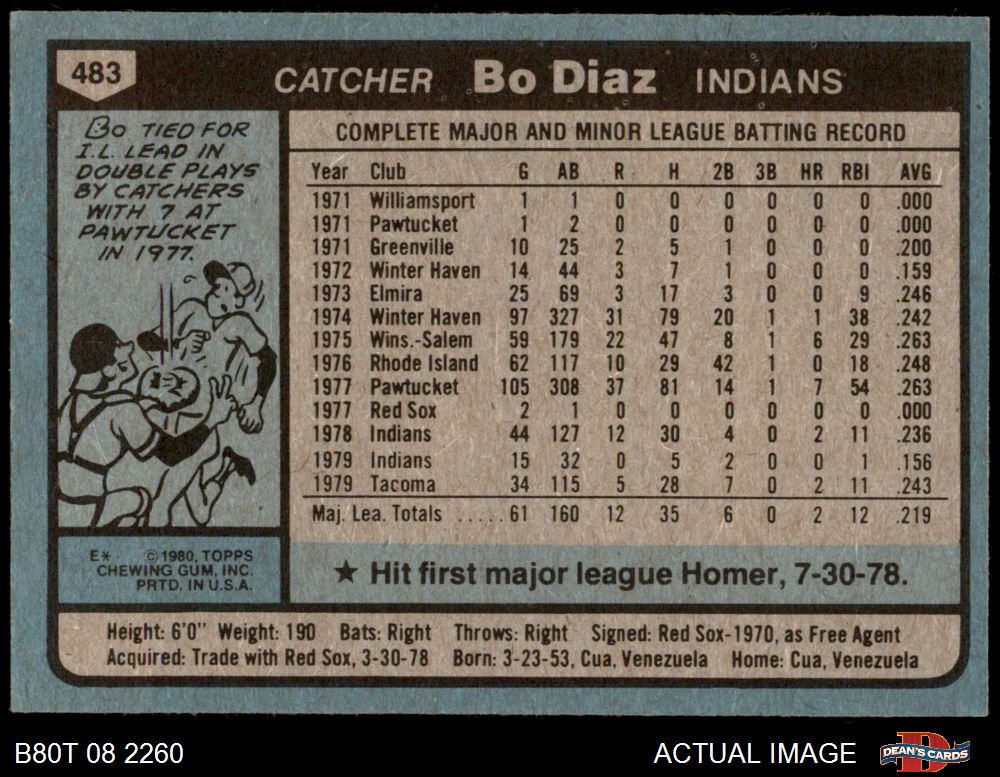 483 CATCHER Bo Diaz INDIANS
Bo TIED FOR
I.L. LEAD IN
DOUBLE PLAYS
BY CATCHERS
WITH 7 AT
PAWTUCKET
IN 1977.
COMPLETE MAJOR AND MINOR LEAGUE BATTING RECORD
Year Club G AB R H 2B 3B HR RBI AVG
1971 Williamsport 1 1 0 0 0 0 0 0 .000
1971 Pawtucket 1 2 0 0 0 0 0 0 .000
1971 Greenville 10 25 2 5 1 0 0 0 .200
1972 Winter Haven 14 44 3 7 1 0 0 0 .159
1973 Elmira 25 69 3 17 3 0 0 9 .246
1974 Winter Haven 97 327 31 79 20 1 1 38 .242
1975 Wins.-Salem 59 179 22 47 8 1 6 29 .263
1976 Rhode Island 62 117 10 29 42 1 0 18 .248
1977 Pawtucket 105 308 37 81 14 1 7 54 .263
1977 Red Sox 2 1 0 0 0 0 0 0 .000
1978 Indians 44 127 12 30 4 0 2 11 .236
1979 Indians 15 32 0 5 2 0 0 1 .156
1979 Tacoma 34 115 5 28 7 0 2 11 .243
Maj. Lea. Totals .....61 160 12 35 6 0 2 12 .219
E* ©1980, TOPPS
CHEWING GUM, INC.
PRTD. IN U.S.A.
★ Hit first major league Homer, 7-30-78.
Height: 6'0" Weight: 190 Bats: Right Throws: Right Signed: Red Sox-1970, as Free Agent
Acquired: Trade with Red Sox, 3-30-78 Born: 3-23-53, Cua, Venezuela Home: Cua, Venezuela
B80T 08 2260 ACTUAL IMAGE DEAN'S CARDS